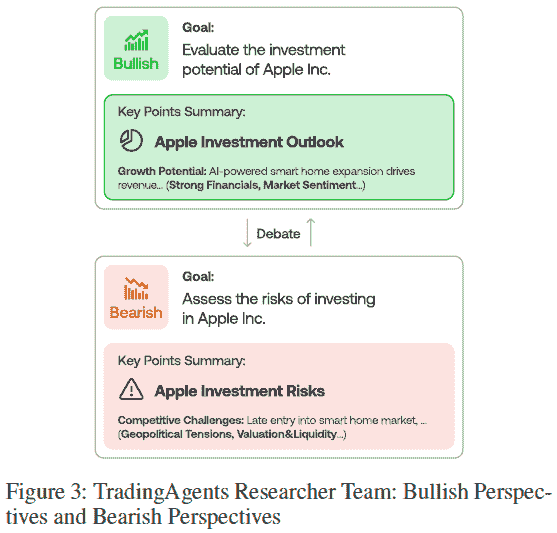 Bullish
Goal:
Evaluate the investment
potential of Apple Inc.
Key Points Summary:
Apple Investment Outlook
Growth Potential: AI-powered smart home expansion drives
revenue... (Strong Financials, Market Sentiment...)
Debate
Bearish
Goal:
Assess the risks of investing
in Apple Inc.
Key Points Summary:
Apple Investment Risks
Competitive Challenges: Late entry into smart home market, ...
(Geopolitical Tensions, Valuation&Liquidity...)
Figure 3: TradingAgents Researcher Team: Bullish Perspec-
tives and Bearish Perspectives